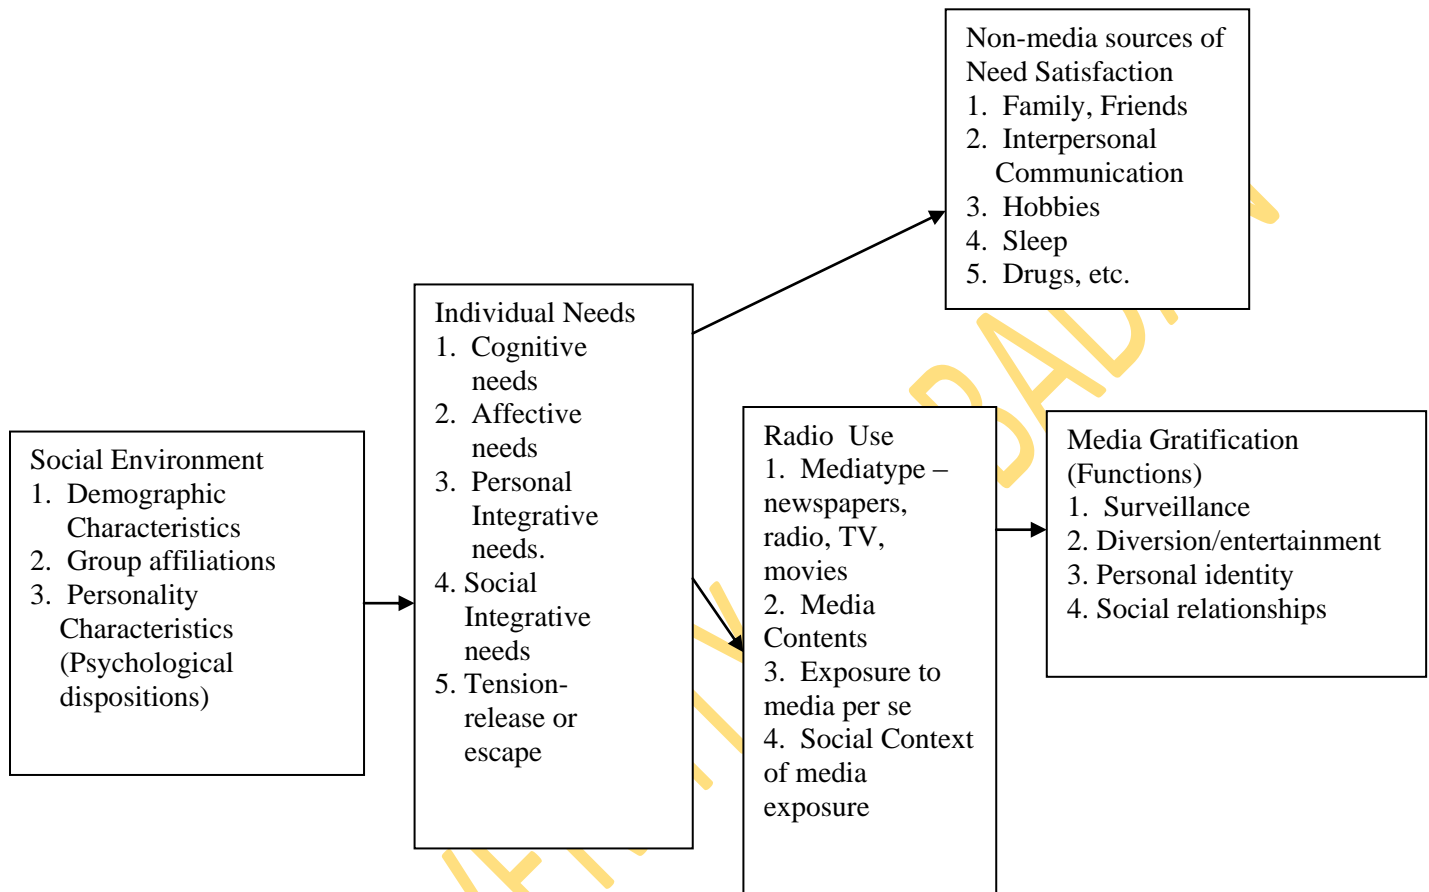 Non-media sources of
Need Satisfaction
1. Family, Friends
2. Interpersonal
Communication
3. Hobbies
4. Sleep
5. Drugs, etc.
Individual Needs
1. Cognitive
needs
2. Affective
needs
3. Personal
Integrative
needs.
4. Social
Integrative
needs
5. Tension-
release or
escape
Social Environment
1. Demographic
Characteristics
2. Group affiliations
3. Personality
Characteristics
(Psychological
dispositions)
Radio Use
1. Mediatype –
newspapers,
radio, TV,
movies
2. Media
Contents
3. Exposure to
media per se
4. Social Context
of media
exposure
Media Gratification
(Functions)
1. Surveillance
2. Diversion/entertainment
3. Personal identity
4. Social relationships